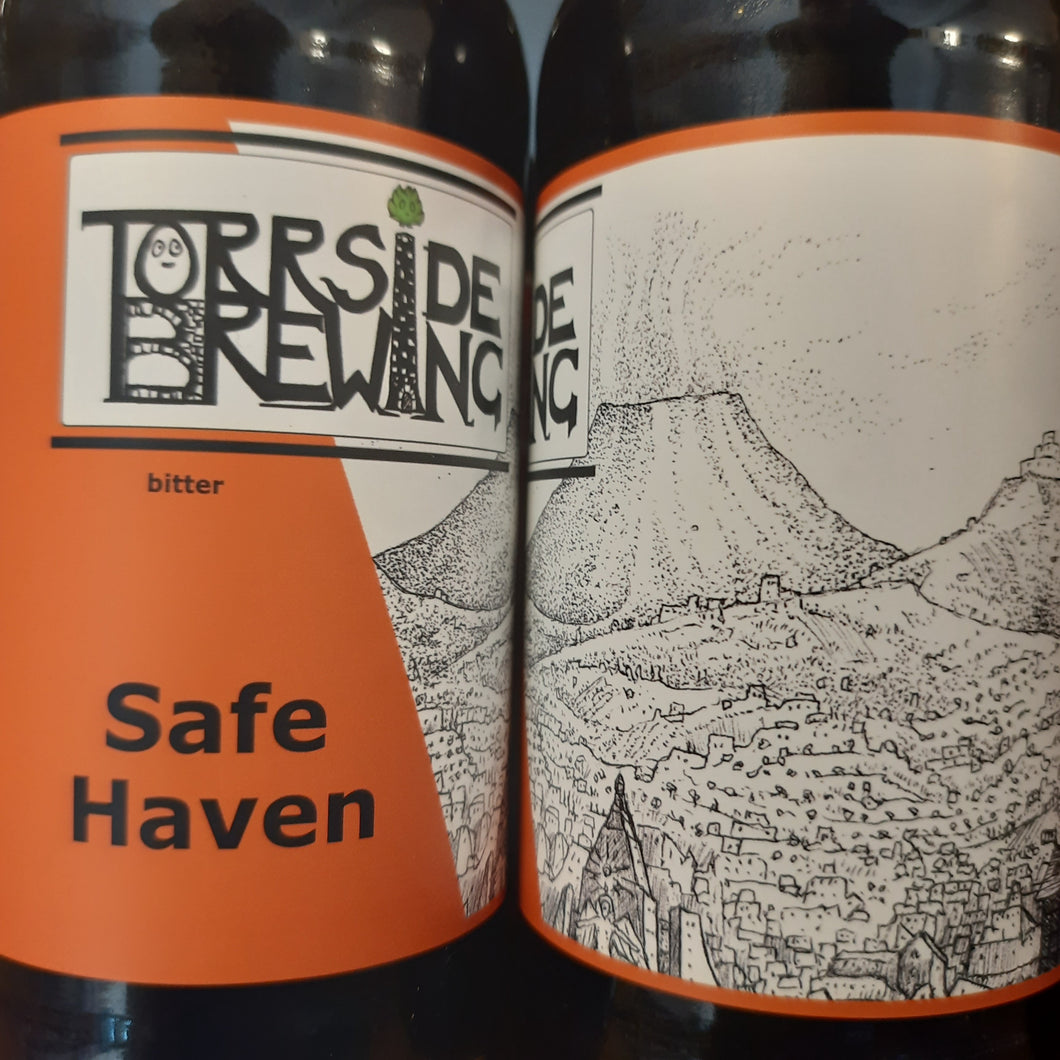 TORRSIDE
BREWING
bitter
Safe
Haven
DE
NG